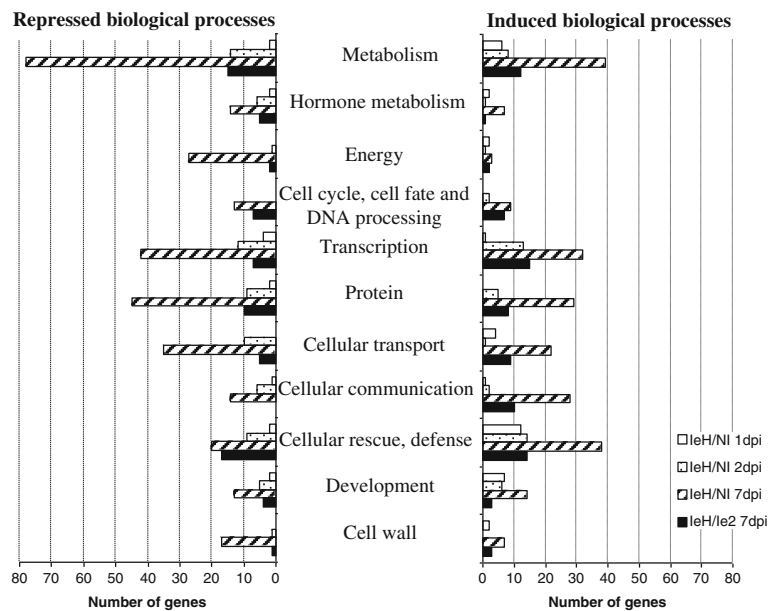 Repressed biological processes
Induced biological processes
Metabolism
Hormone metabolism
Energy
Cell cycle, cell fate and
DNA processing
Transcription
Protein
Cellular transport
Cellular communication
Cellular rescue, defense
Development
Cell wall
IeH/NI 1dpi
IeH/NI 2dpi
IeH/NI 7dpi
IeH/Ie2 7dpi
80 70 60 50 40 30 20 10 0
0 10 20 30 40 50 60 70 80
Number of genes
Number of genes